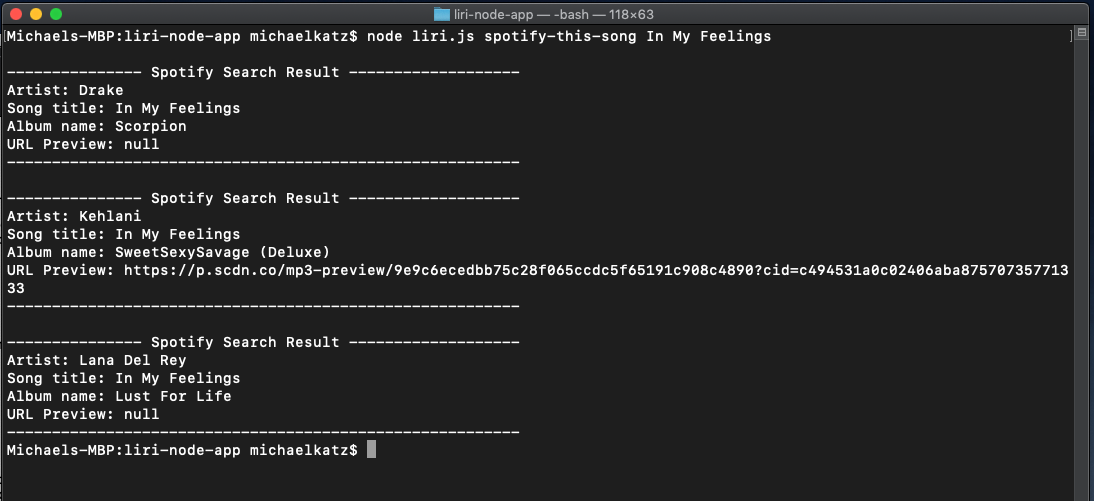 liri-node-app — -bash — 118×63
[Michaels-MBP:liri-node-app michaelkatz$ node liri.js spotify-this-song In My Feelings ]
--------------- Spotify Search Result -------------------
Artist: Drake
Song title: In My Feelings
Album name: Scorpion
URL Preview: null
---------------------------------------------------------
--------------- Spotify Search Result -------------------
Artist: Kehlani
Song title: In My Feelings
Album name: SweetSexySavage (Deluxe)
URL Preview: https://p.scdn.co/mp3-preview/9e9c6ecedbb75c28f065ccdc5f65191c908c4890?cid=c494531a0c02406aba875707357713
33
---------------------------------------------------------
--------------- Spotify Search Result -------------------
Artist: Lana Del Rey
Song title: In My Feelings
Album name: Lust For Life
URL Preview: null
---------------------------------------------------------
Michaels-MBP:liri-node-app michaelkatz$